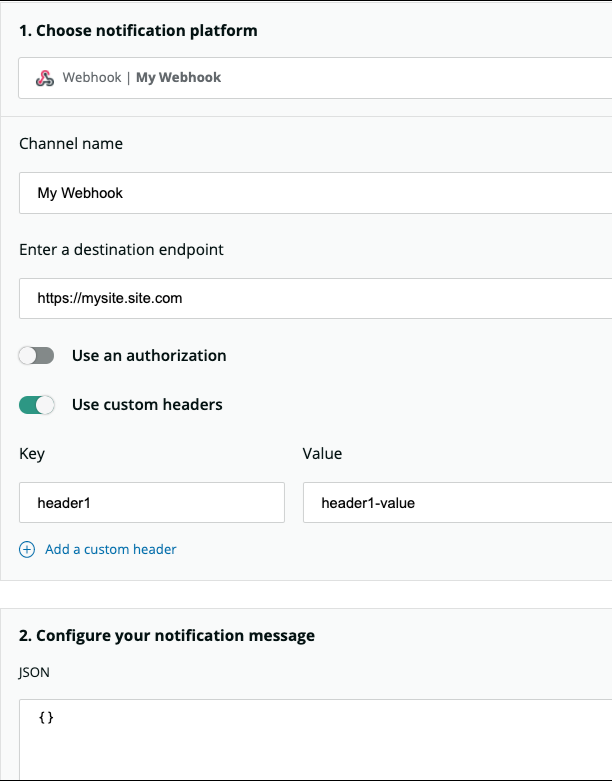 1. Choose notification platform
Webhook | My Webhook
Channel name
My Webhook
Enter a destination endpoint
https://mysite.site.com
Use an authorization
Use custom headers
Key Value
header1 header1-value
Add a custom header
2. Configure your notification message
JSON
{}